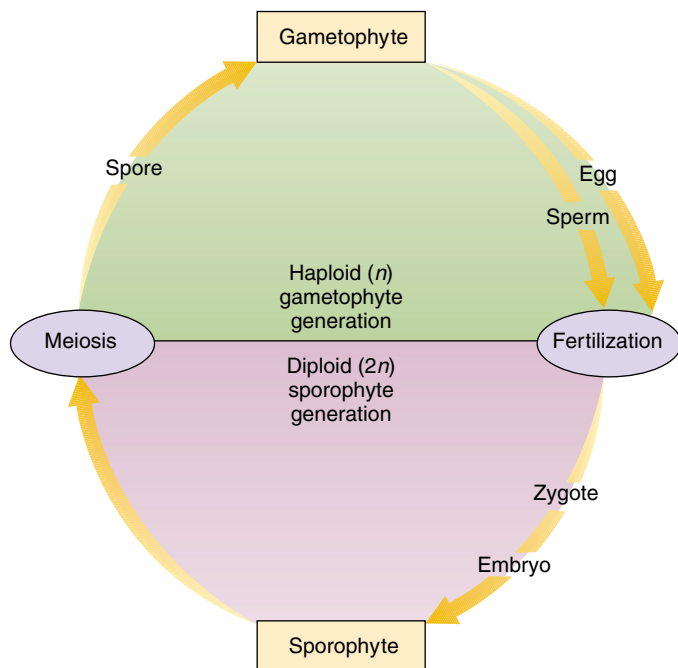 Gametophyte
Spore
Egg
Sperm
Haploid (n)
gametophyte
generation
Meiosis
Fertilization
Diploid (2n)
sporophyte
generation
Zygote
Embryo
Sporophyte